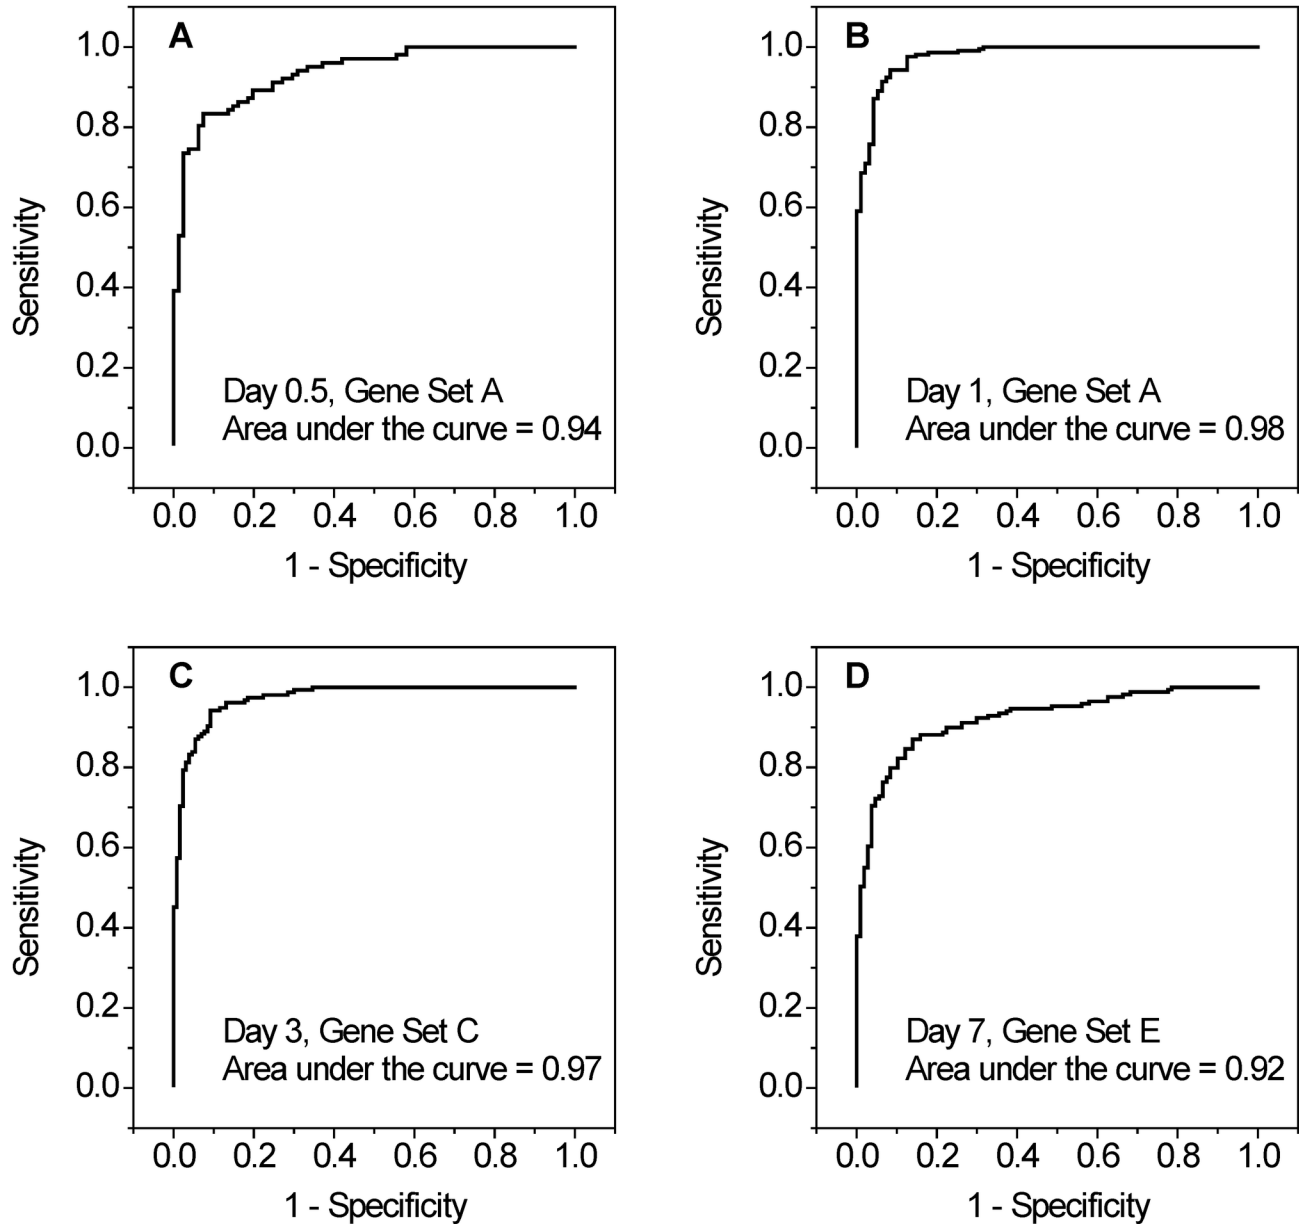 A
1.0
0.8
0.6
0.4
0.2
0.0
Sensitivity
Day 0.5, Gene Set A
Area under the curve = 0.94
0.0 0.2 0.4 0.6 0.8 1.0
1 - Specificity
B
1.0
0.8
0.6
0.4
0.2
0.0
Sensitivity
Day 1, Gene Set A
Area under the curve = 0.98
0.0 0.2 0.4 0.6 0.8 1.0
1 - Specificity
C
1.0
0.8
0.6
0.4
0.2
0.0
Sensitivity
Day 3, Gene Set C
Area under the curve = 0.97
0.0 0.2 0.4 0.6 0.8 1.0
1 - Specificity
D
1.0
0.8
0.6
0.4
0.2
0.0
Sensitivity
Day 7, Gene Set E
Area under the curve = 0.92
0.0 0.2 0.4 0.6 0.8 1.0
1 - Specificity